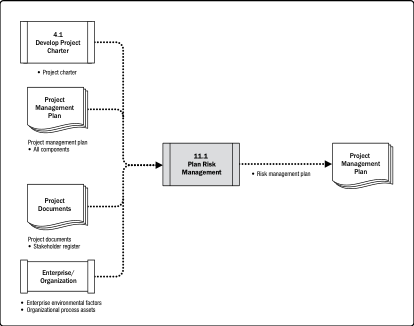 4.1
Develop Project
Charter
• Project charter
Project
Management
Plan
Project management plan
• All components
Project
Documents
Project documents
• Stakeholder register
Enterprise/
Organization
• Enterprise environmental factors
• Organizational process assets
11.1
Plan Risk
Management
• Risk management plan
Project
Management
Plan